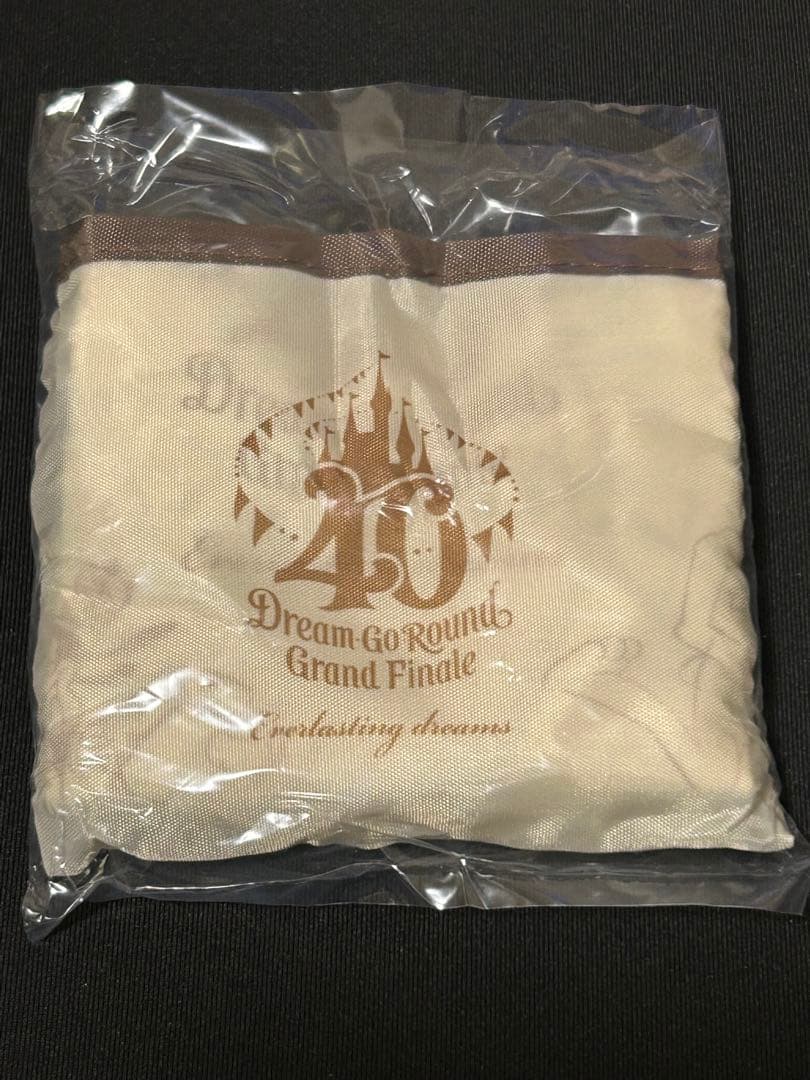 40
Dream Go Round
Grand Finale
Everlasting dreams